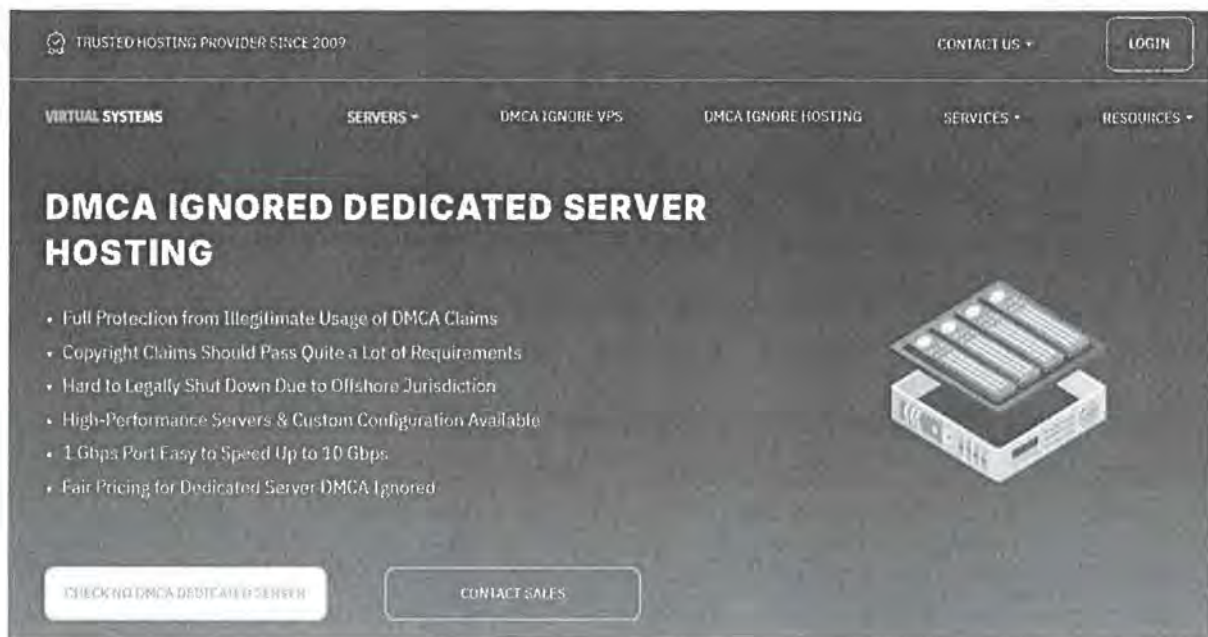 TRUSTED HOSTING PROVIDER SINCE 2009
CONTACT US
LOGIN
VIRTUAL SYSTEMS
SERVERS
DMCA IGNORE VPS
DMCA IGNORE HOSTING
SERVICES
RESOURCES
DMCA IGNORED DEDICATED SERVER
HOSTING
• Full Protection from Illegitimate Usage of DMCA Claims
• Copyright Claims Should Pass Quite a Lot of Requirements
• Hard to Legally Shut Down Due to Offshore Jurisdiction
• High-Performance Servers & Custom Configuration Available
• 1 Gbps Port Easy to Speed Up to 10 Gbps
• Fair Pricing for Dedicated Server DMCA Ignored
CHECK NO DMCA DEDICATED SERVER
CONTACT SALES